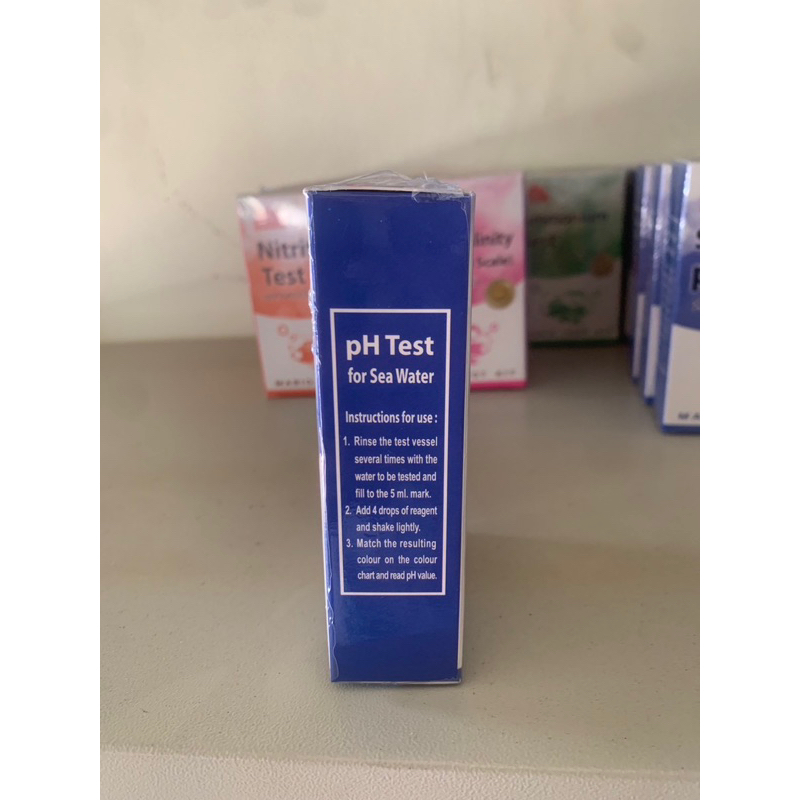 pH Test
for Sea Water
Instructions for use :
1. Rinse the test vessel
several times with the
water to be tested and
fill to the 5 ml. mark.
2. Add 4 drops of reagent
and shake lightly.
3. Match the resulting
colour on the colour
chart and read pH value.
Test